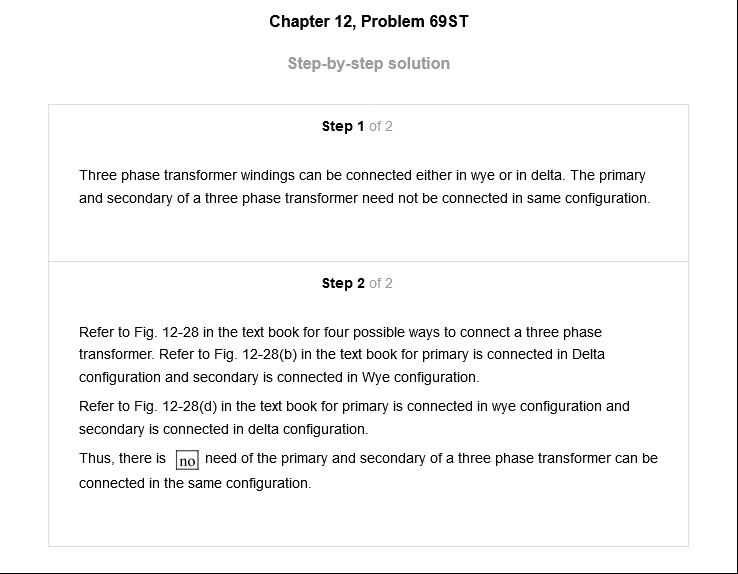 Chapter 12, Problem 69ST
Step-by-step solution
Step 1 of 2
Three phase transformer windings can be connected either in wye or in delta. The primary
and secondary of a three phase transformer need not be connected in same configuration.
Step 2 of 2
Refer to Fig. 12-28 in the text book for four possible ways to connect a three phase
transformer. Refer to Fig. 12-28(b) in the text book for primary is connected in Delta
configuration and secondary is connected in Wye configuration.
Refer to Fig. 12-28(d) in the text book for primary is connected in wye configuration and
secondary is connected in delta configuration.
Thus, there is no need of the primary and secondary of a three phase transformer can be
connected in the same configuration.